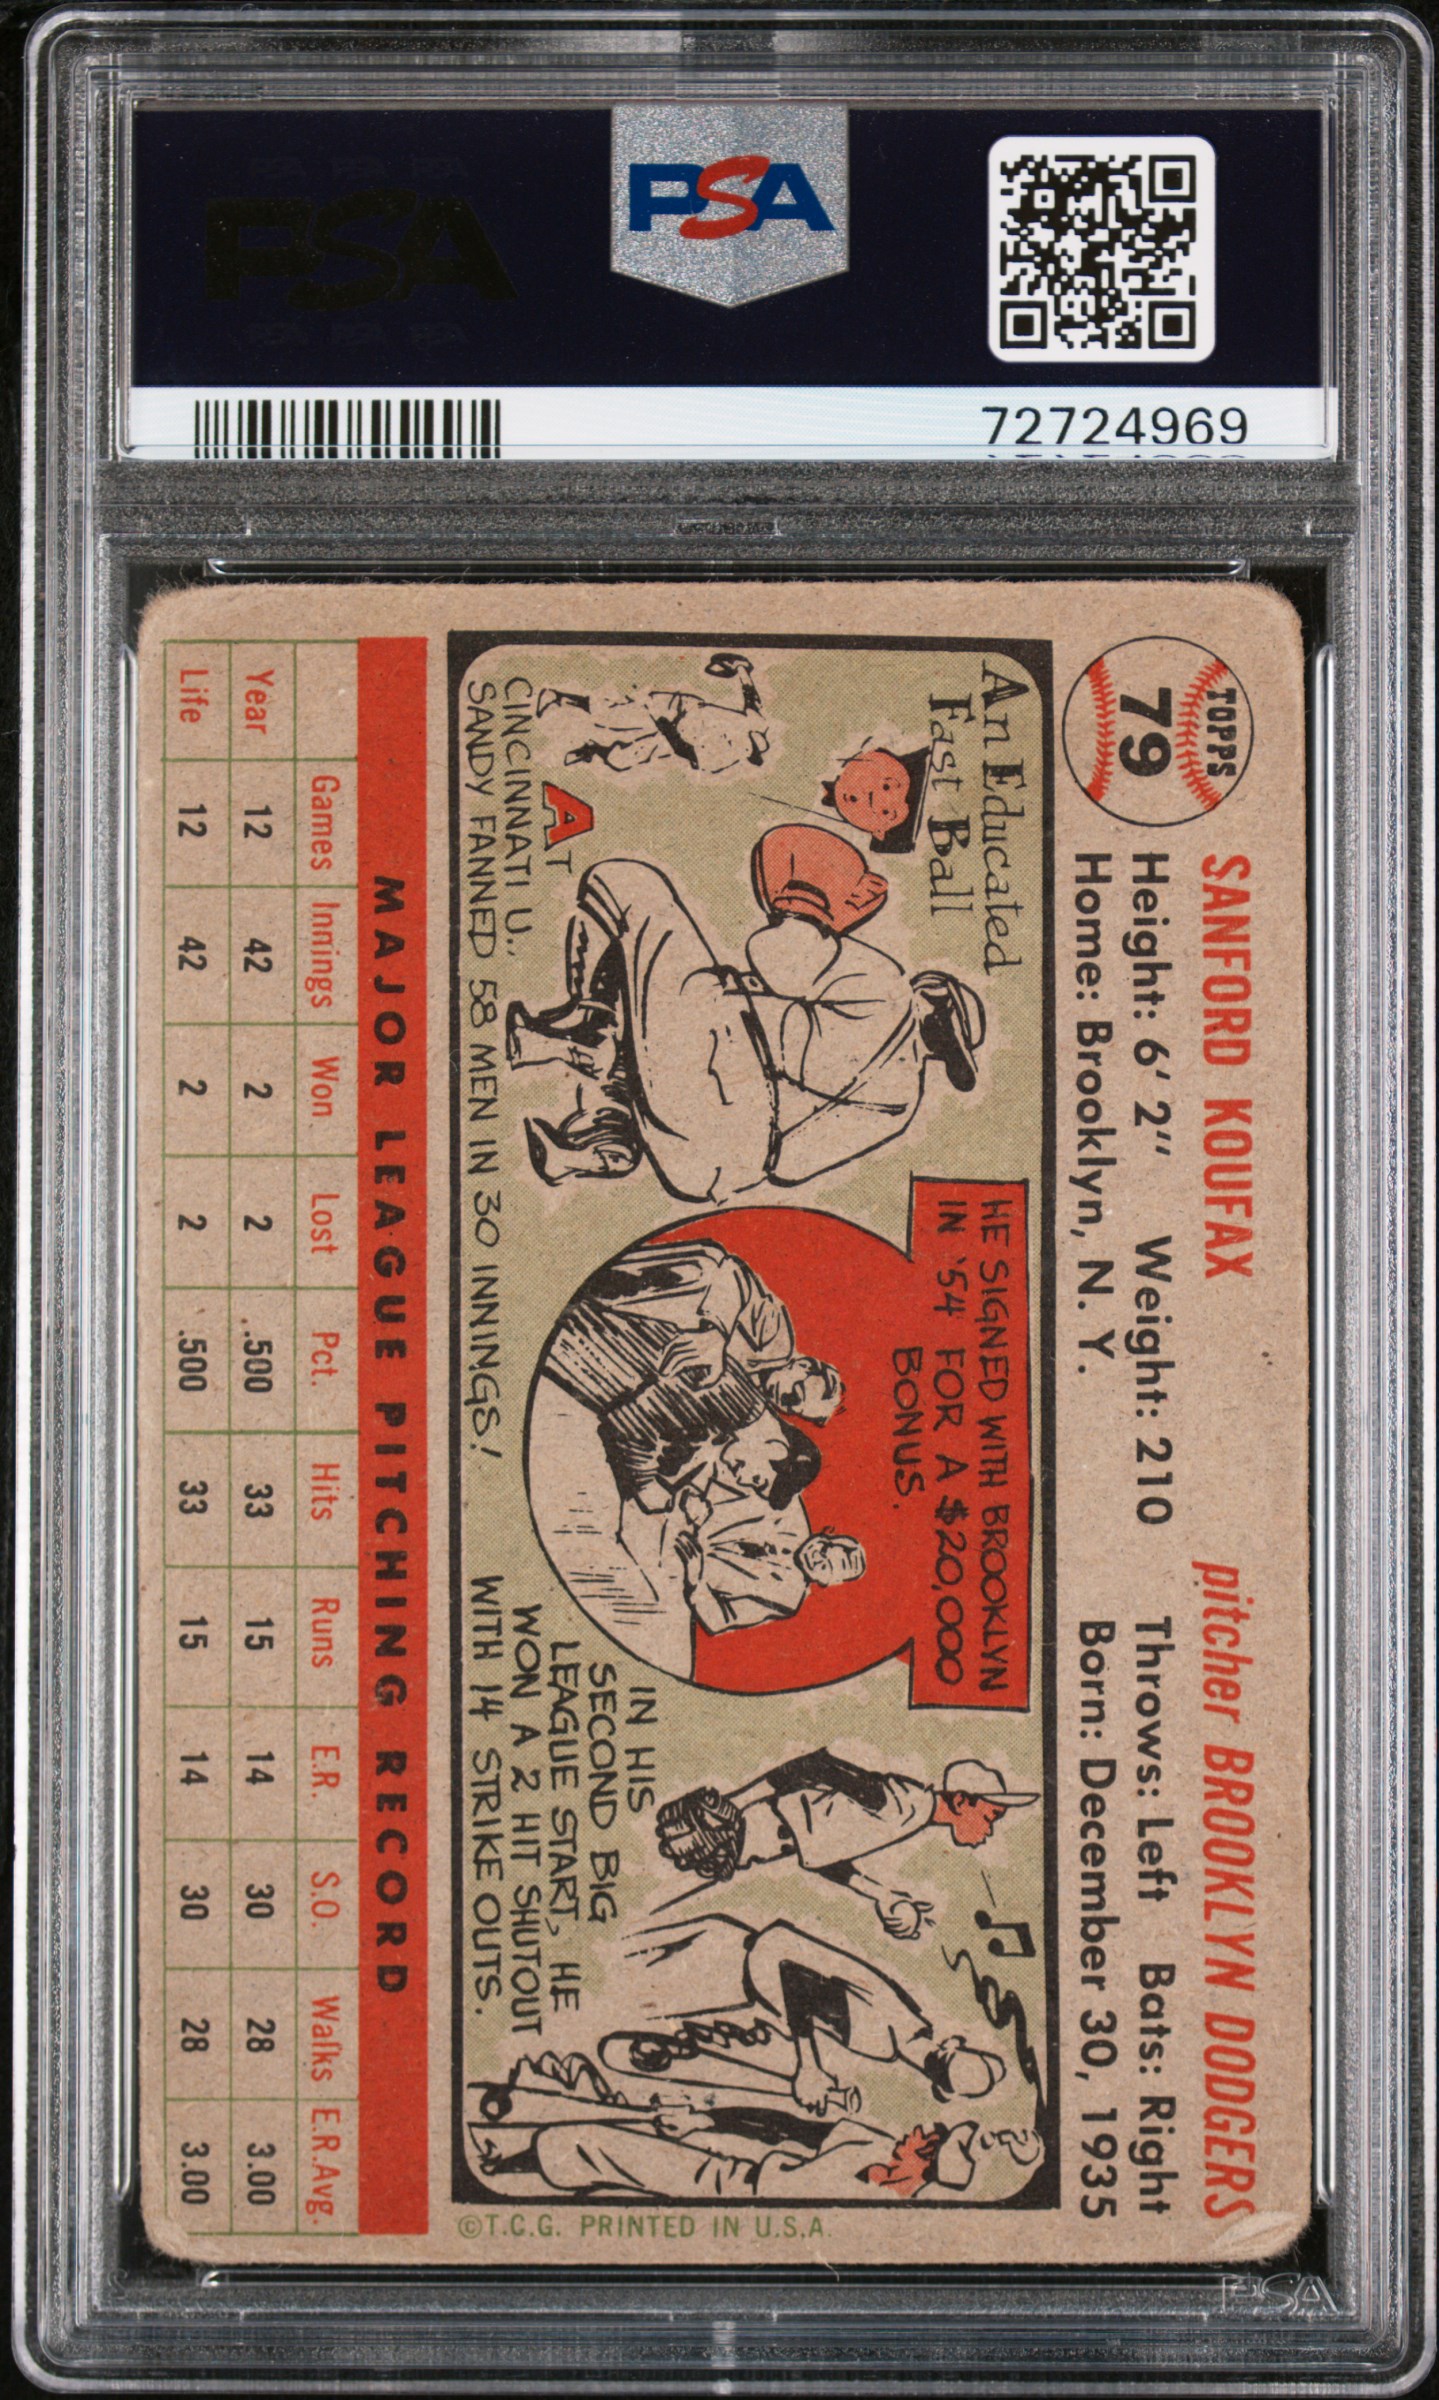 PSA
72724969
TOPPS
79
SANFORD KOUFAX
pitcher BROOKLYN DODGERS
Height: 6' 2" Weight: 210 Throws: Left Bats: Right
Home: Brooklyn, N. Y. Born: December 30, 1935
An Educated
Fast Ball
AT
CINCINNATI U.,
SANDY FANNED 58 MEN IN 30 INNINGS!
HE SIGNED WITH BROOKLYN
IN '54 FOR A $20,000
BONUS.
IN HIS
SECOND BIG
LEAGUE START, HE
WON A 2 HIT SHUTOUT
WITH 14 STRIKE OUTS.
©T.C.G. PRINTED IN U.S.A.
MAJOR LEAGUE PITCHING RECORD
Games Innings Won Lost Pct. Hits Runs E.R. S.O. Walks E.R.Avg.
Year 12 42 2 2 .500 33 15 14 30 28 3.00
Life 12 42 2 2 .500 33 15 14 30 28 3.00
PSA
PSA